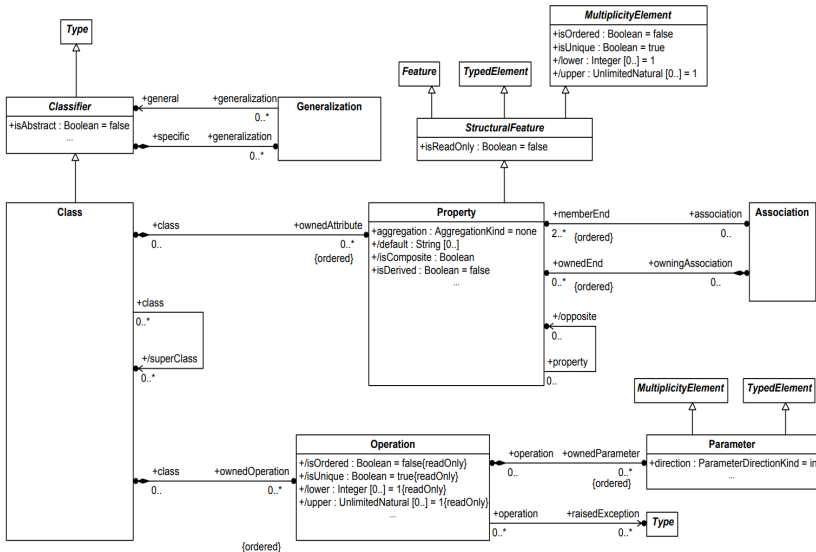 MultiplicityElement
+isOrdered : Boolean = false
+isUnique : Boolean = true
+/lower : Integer [0..] = 1
+/upper : UnlimitedNatural [0..] = 1
Type
Feature
TypedElement
Classifier
+isAbstract : Boolean = false
...
+general
+generalization
0..*
+specific
+generalization
0..*
Generalization
StructuralFeature
+isReadOnly : Boolean = false
Class
+class
0..
+ownedAttribute
0..*
{ordered}
Property
+aggregation : AggregationKind = none
+/default : String [0..]
+/isComposite : Boolean
+isDerived : Boolean = false
...
+memberEnd
2..*
{ordered}
+association
0..
+ownedEnd
0..*
{ordered}
+owningAssociation
0..
Association
+class
0..*
+/superClass
0..*
+/opposite
0..
+property
0..
MultiplicityElement
TypedElement
+class
0..
+ownedOperation
0..*
{ordered}
Operation
+/isOrdered : Boolean = false{readOnly}
+/isUnique : Boolean = true{readOnly}
+/lower : Integer [0..] = 1{readOnly}
+/upper : UnlimitedNatural [0..] = 1{readOnly}
...
+operation
0..
+ownedParameter
0..*
{ordered}
Parameter
+direction : ParameterDirectionKind = in
...
+operation
0..*
+raisedException
0..*
Type